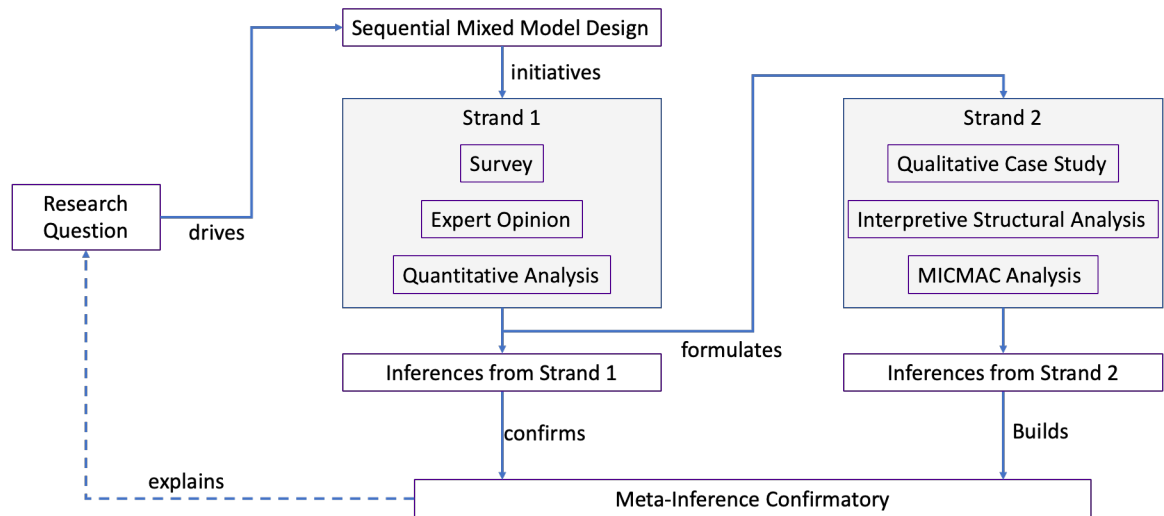 Sequential Mixed Model Design
initiatives
Strand 1
Survey
Expert Opinion
Quantitative Analysis
Strand 2
Qualitative Case Study
Interpretive Structural Analysis
MICMAC Analysis
Research
Question
drives
formulates
Inferences from Strand 1
Inferences from Strand 2
confirms
Builds
explains
Meta-Inference Confirmatory